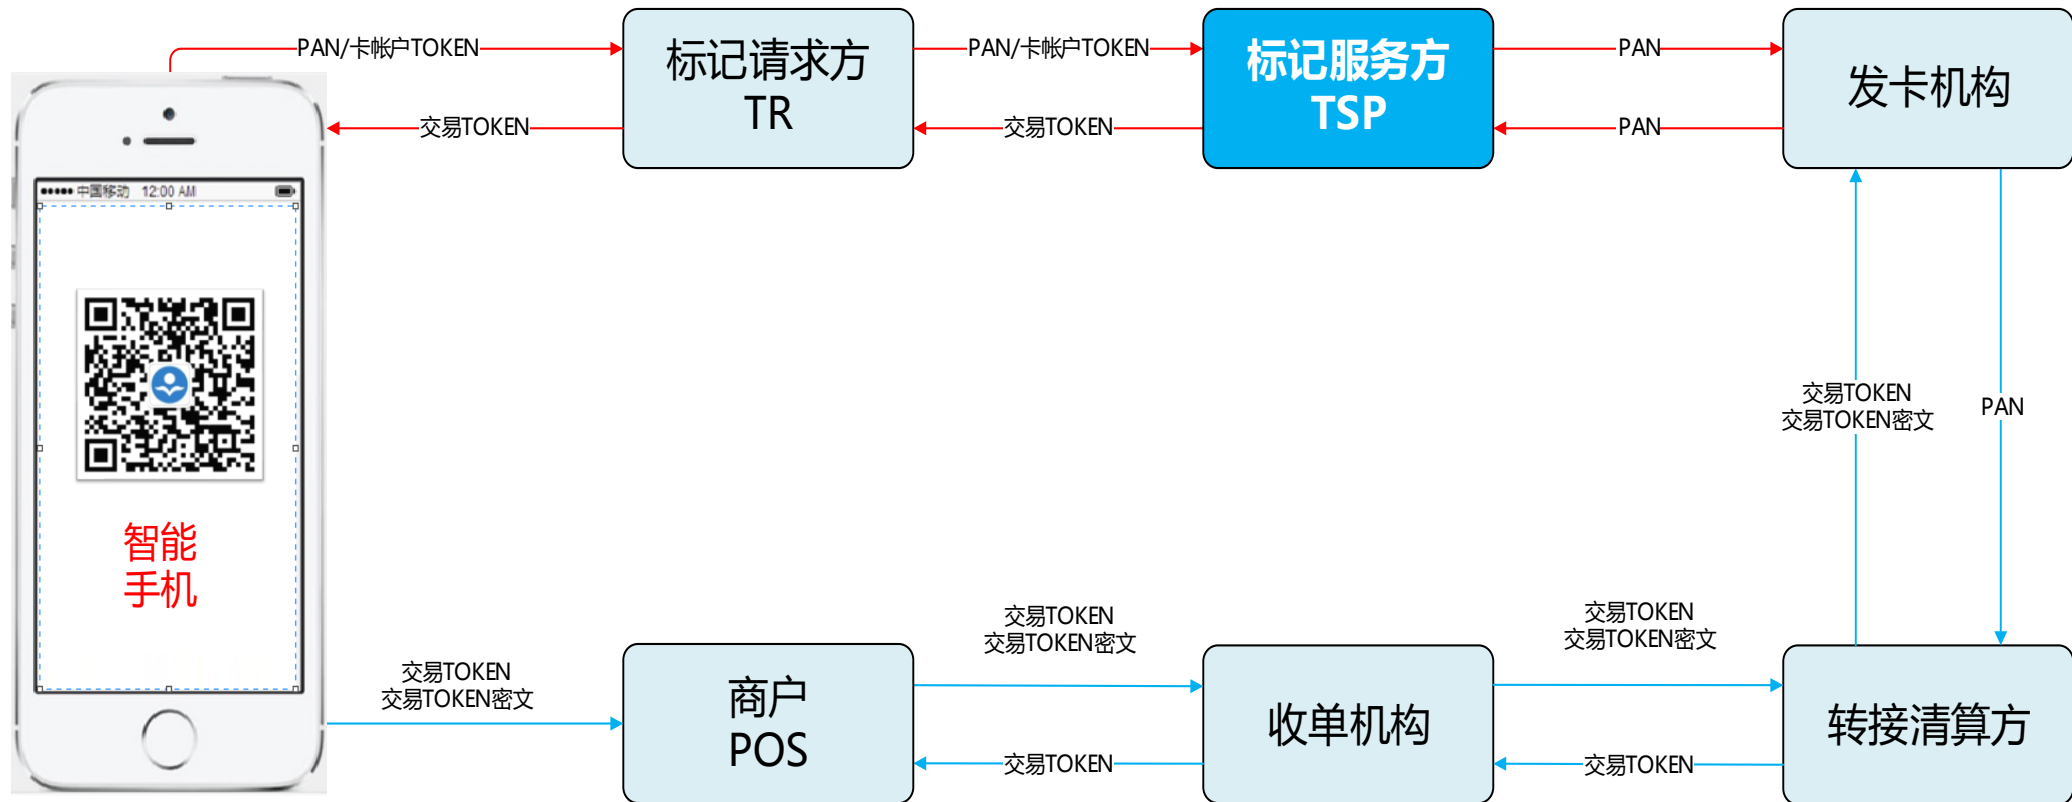 PAN/卡帐户TOKEN
标记请求方
TR
PAN/卡帐户TOKEN
标记服务方
TSP
PAN
发卡机构
交易TOKEN
交易TOKEN
PAN
中国移动 12:00 AM
智能
手机
交易TOKEN
交易TOKEN密文
PAN
交易TOKEN
交易TOKEN密文
商户
POS
交易TOKEN
交易TOKEN密文
收单机构
交易TOKEN
交易TOKEN密文
转接清算方
交易TOKEN
交易TOKEN